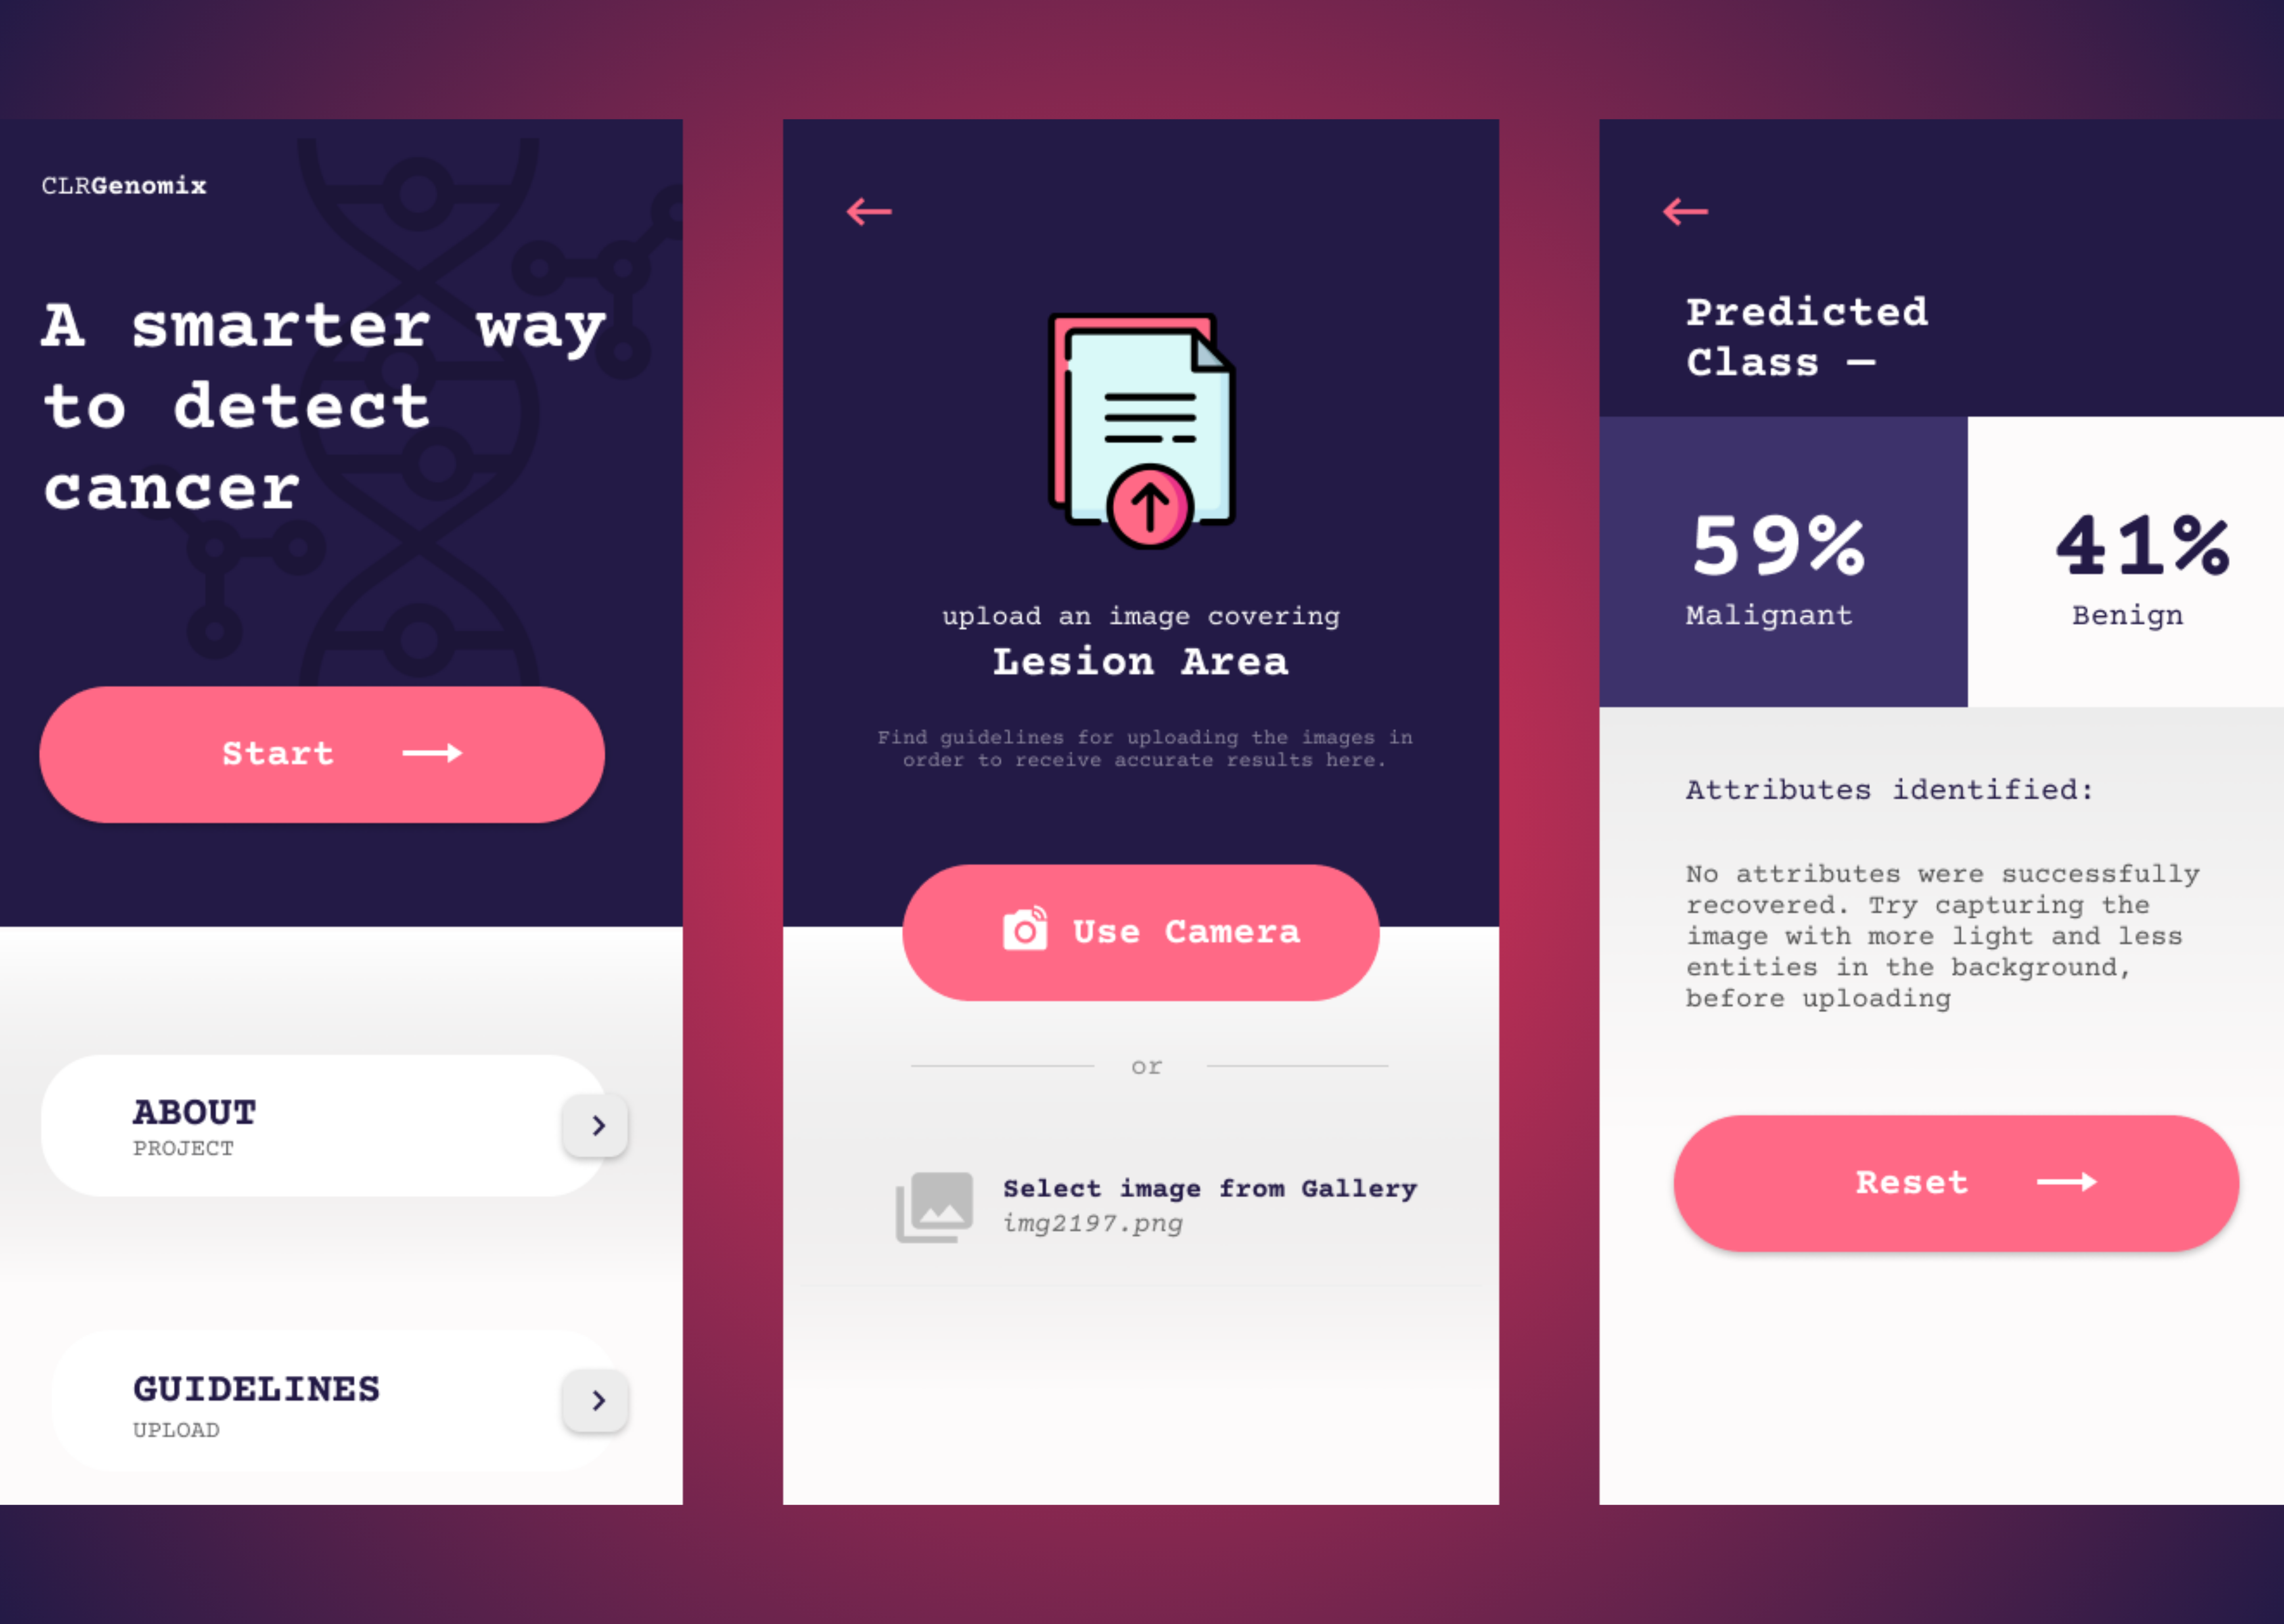 CLRGenomix
A smarter way
to detect
cancer
Start
ABOUT
PROJECT
GUIDELINES
UPLOAD
upload an image covering
Lesion Area
Find guidelines for uploading the images in
order to receive accurate results here.
Use Camera
or
Select image from Gallery
img2197.png
Predicted
Class —
59%
Malignant
41%
Benign
Attributes identified:
No attributes were successfully
recovered. Try capturing the
image with more light and less
entities in the background,
before uploading
Reset